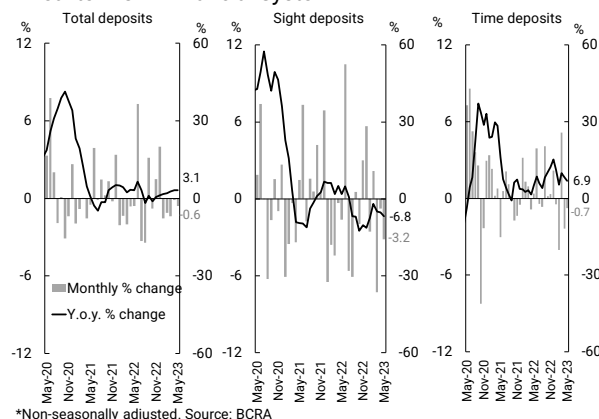 Total deposits
Sight deposits
Time deposits
% % % % % %
12 60 12 60 12 60
6 30 6 30 6 30
3.1
6.9
0 0 0 0 0 0
-0.6
-6.8
-0.7
-3.2
-6 -30 -6 -30 -6 -30
Monthly % change
Y.o.y. % change
-12 -60 -12 -60 -12 -60
May-20 Nov-20 May-21 Nov-21 May-22 Nov-22 May-23
May-20 Nov-20 May-21 Nov-21 May-22 Nov-22 May-23
May-20 Nov-20 May-21 Nov-21 May-22 Nov-22 May-23
*Non-seasonally adjusted. Source: BCRA